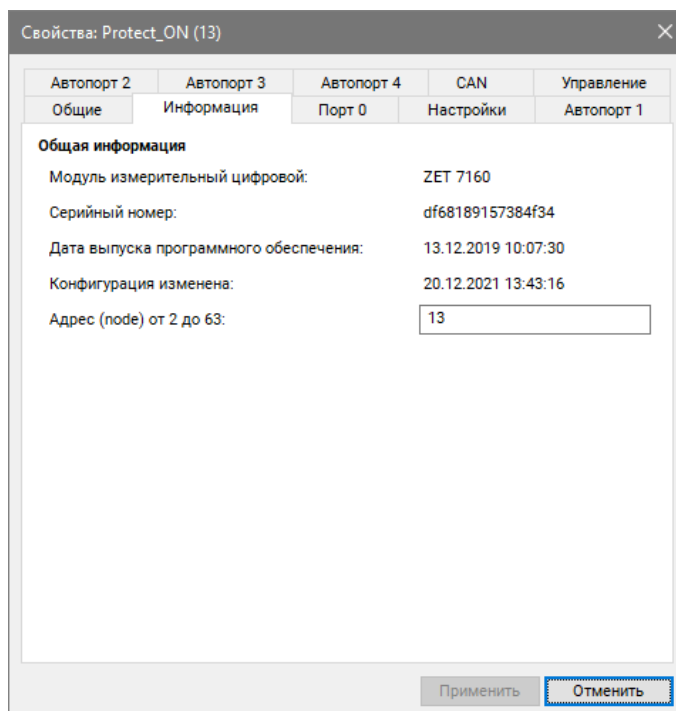 Свойства: Protect_ON (13)
Автопорт 2 Автопорт 3 Автопорт 4 CAN Управление
Общие Информация Порт 0 Настройки Автопорт 1
Общая информация
Модуль измерительный цифровой: ZET 7160
Серийный номер: df68189157384f34
Дата выпуска программного обеспечения: 13.12.2019 10:07:30
Конфигурация изменена: 20.12.2021 13:43:16
Адрес (node) от 2 до 63: 13
Применить Отменить